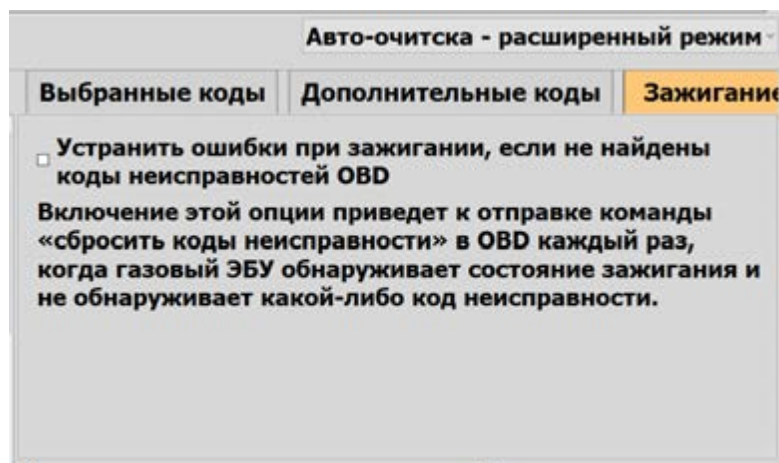 Авто-очитска - расширенный режим
Выбранные коды Дополнительные коды Зажигание
Устранить ошибки при зажигании, если не найдены
коды неисправностей OBD
Включение этой опции приведет к отправке команды
«сбросить коды неисправности» в OBD каждый раз,
когда газовый ЭБУ обнаруживает состояние зажигания и
не обнаруживает какой-либо код неисправности.